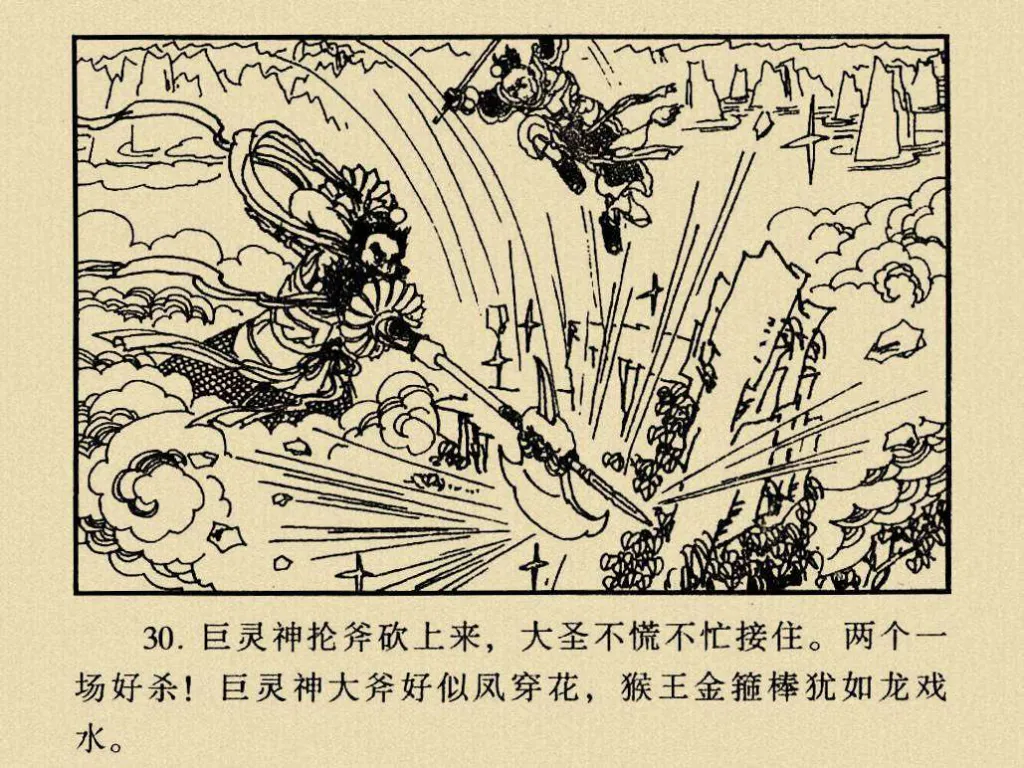 30. 巨灵神抡斧砍上来，大圣不慌不忙接住。两个一
场好杀！巨灵神大斧好似凤穿花，猴王金箍棒犹如龙戏
水。